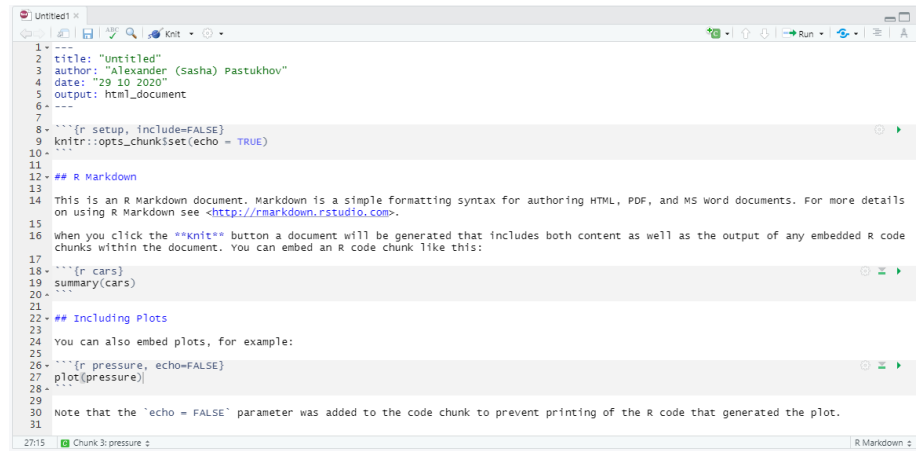 Untitled1
ABC Knit Run
1 ---
2 title: "Untitled"
3 author: "Alexander (Sasha) Pastukhov"
4 date: "29 10 2020"
5 output: html_document
6 ---
7
8 ```{r setup, include=FALSE}
9 knitr::opts_chunk$set(echo = TRUE)
10 ```
11
12 ## R Markdown
13
14 This is an R Markdown document. Markdown is a simple formatting syntax for authoring HTML, PDF, and MS Word documents. For more details
on using R Markdown see <http://rmarkdown.rstudio.com>.
15
16 When you click the **Knit** button a document will be generated that includes both content as well as the output of any embedded R code
chunks within the document. You can embed an R code chunk like this:
17
18 ```{r cars}
19 summary(cars)
20 ```
21
22 ## Including Plots
23
24 You can also embed plots, for example:
25
26 ```{r pressure, echo=FALSE}
27 plot(pressure)
28 ```
29
30 Note that the `echo = FALSE` parameter was added to the code chunk to prevent printing of the R code that generated the plot.
31
27:15 C Chunk 3: pressure R Markdown